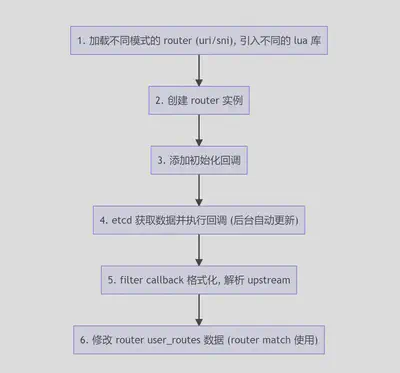 1. 加载不同模式的 router (uri/sni), 引入不同的 lua 库
2. 创建 router 实例
3. 添加初始化回调
4. etcd 获取数据并执行回调 (后台自动更新)
5. filter callback 格式化, 解析 upstream
6. 修改 router user_routes 数据 (router match 使用)